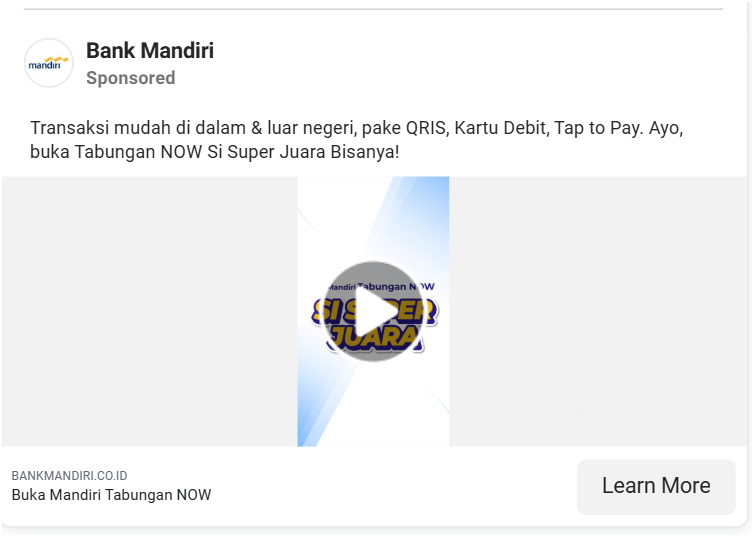 mandiri
Bank Mandiri
Sponsored
Transaksi mudah di dalam & luar negeri, pake QRIS, Kartu Debit, Tap to Pay. Ayo,
buka Tabungan NOW Si Super Juara Bisanya!
Mandiri Tabungan NOW
SI SUPER
JUARA
BANKMANDIRI.CO.ID
Buka Mandiri Tabungan NOW
Learn More